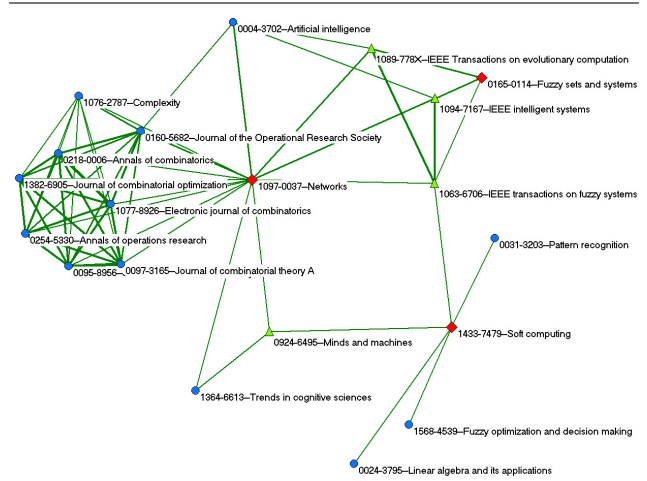 0004-3702--Artificial intelligence
1089-778X--IEEE Transactions on evolutionary computation
0165-0114--Fuzzy sets and systems
1076-2787--Complexity
1094-7167--IEEE intelligent systems
0160-5682--Journal of the Operational Research Society
0218-0006--Annals of combinatorics
1382-6905--Journal of combinatorial optimization
1097-0037--Networks
1063-6706--IEEE transactions on fuzzy systems
1077-8926--Electronic journal of combinatorics
0254-5330--Annals of operations research
0031-3203--Pattern recognition
0095-8956--
0097-3165--Journal of combinatorial theory A
1433-7479--Soft computing
0924-6495--Minds and machines
1364-6613--Trends in cognitive sciences
1568-4539--Fuzzy optimization and decision making
0024-3795--Linear algebra and its applications